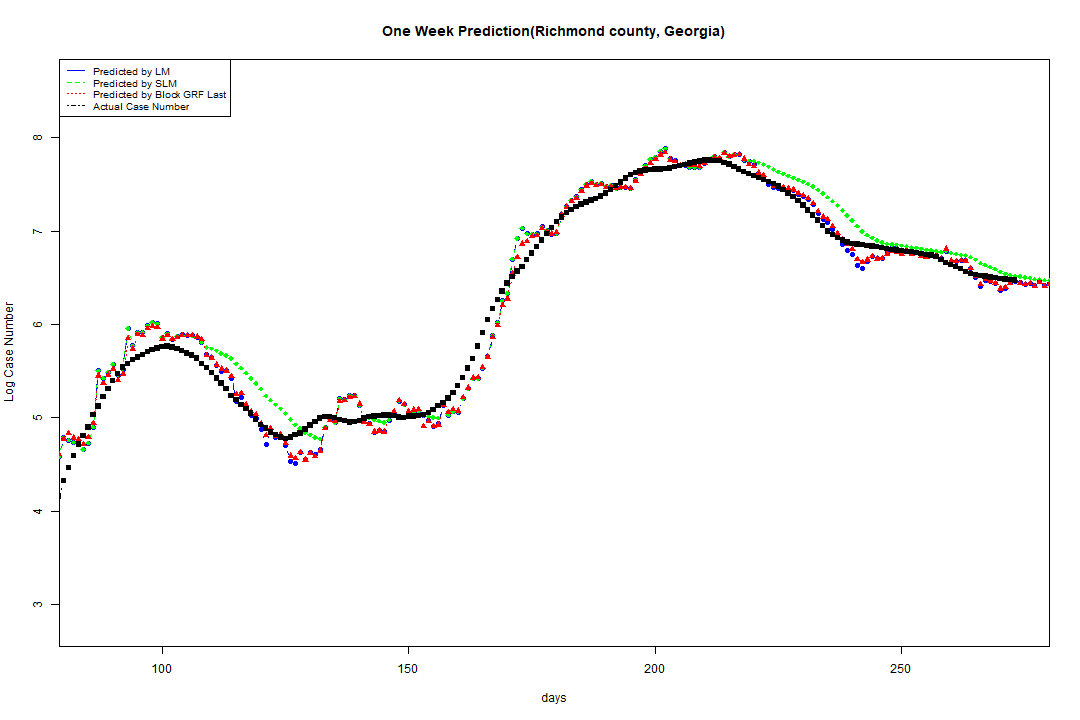 One Week Prediction(Richmond county, Georgia)
Predicted by LM
Predicted by SLM
Predicted by Block GRF Last
Actual Case Number
8
7
6
5
4
3
Log Case Number
100
150
200
250
days